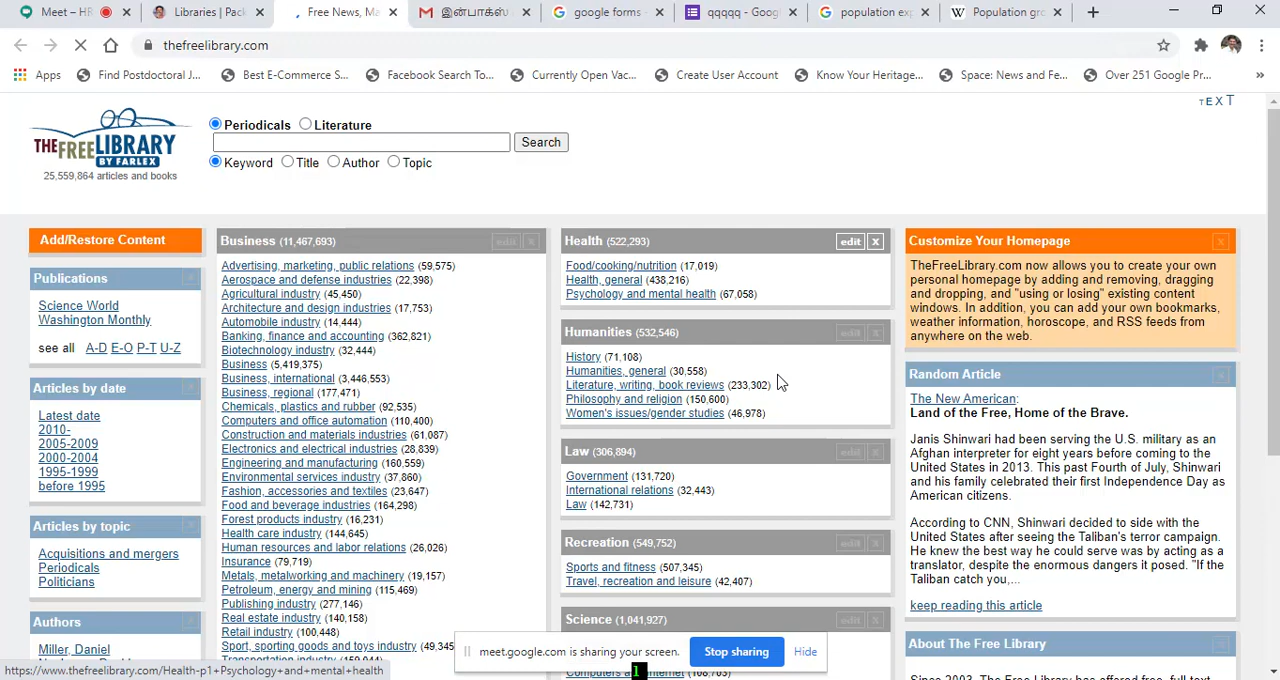 Meet – HR
Libraries | Pack
Free News, Ma
google forms -
qqqqq - Goog
population exp
Population gro
thefreelibrary.com
Apps
Find Postdoctoral J...
Best E-Commerce S...
Facebook Search To...
Currently Open Vac...
Create User Account
Know Your Heritage...
Space: News and Fe...
Over 251 Google Pr...
»
TEXT
THE FREE LIBRARY
BY FARLEX
25,559,864 articles and books
Periodicals Literature
Search
Keyword Title Author Topic
Add/Restore Content
Publications x
Science World
Washington Monthly
see all A-D E-O P-T U-Z
Articles by date x
Latest date
2010-
2005-2009
2000-2004
1995-1999
before 1995
Articles by topic x
Acquisitions and mergers
Periodicals
Politicians
Authors x
Miller, Daniel
Business (11,467,693) edit x
Advertising, marketing, public relations (59,575)
Aerospace and defense industries (22,398)
Agricultural industry (45,450)
Architecture and design industries (17,753)
Automobile industry (14,444)
Banking, finance and accounting (362,821)
Biotechnology industry (32,444)
Business (5,419,375)
Business, international (3,446,553)
Business, regional (177,471)
Chemicals, plastics and rubber (92,535)
Computers and office automation (110,400)
Construction and materials industries (61,087)
Electronics and electrical industries (28,839)
Engineering and manufacturing (160,559)
Environmental services industry (37,860)
Fashion, accessories and textiles (23,647)
Food and beverage industries (164,298)
Forest products industry (16,231)
Health care industry (144,645)
Human resources and labor relations (26,026)
Insurance (79,719)
Metals, metalworking and machinery (19,157)
Petroleum, energy and mining (115,469)
Publishing industry (277,146)
Real estate industry (140,158)
Retail industry (100,448)
Sport, sporting goods and toys industry (49,345
Transportation industry
Health (522,293) edit x
Food/cooking/nutrition (17,019)
Health, general (438,216)
Psychology and mental health (67,058)
Humanities (532,546) edit x
History (71,108)
Humanities, general (30,558)
Literature, writing, book reviews (233,302)
Philosophy and religion (150,600)
Women's issues/gender studies (46,978)
Law (306,894) edit x
Government (131,720)
International relations (32,443)
Law (142,731)
Recreation (549,752) edit x
Sports and fitness (507,345)
Travel, recreation and leisure (42,407)
Science (1,041,927) edit x
Customize Your Homepage x
TheFreeLibrary.com now allows you to create your own
personal homepage by adding and removing, dragging
and dropping, and "using or losing" existing content
windows. In addition, you can add your own bookmarks,
weather information, horoscope, and RSS feeds from
anywhere on the web.
Random Article x
The New American:
Land of the Free, Home of the Brave.
Janis Shinwari had been serving the U.S. military as an
Afghan interpreter for eight years before coming to the
United States in 2013. This past Fourth of July, Shinwari
and his family celebrated their first Independence Day as
American citizens.
According to CNN, Shinwari decided to side with the
United States after seeing the Taliban's terror campaign.
He knew the best way he could serve was by acting as a
translator, despite the enormous dangers it posed. "If the
Taliban catch you,...
keep reading this article
About The Free Library x
meet.google.com is sharing your screen. Stop sharing Hide
1
https://www.thefreelibrary.com/Health-p1+Psychology+and+mental+health